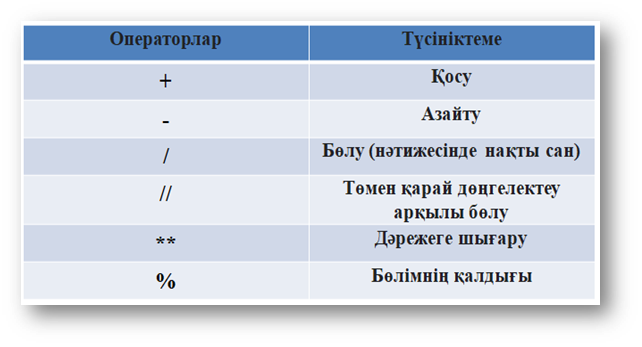 Операторлар Түсініктеме
+ Қосу
- Азайту
/ Бөлу (нәтижесінде нақты сан)
// Төмен қарай дөңгелектеу
арқылы бөлу
** Дәрежеге шығару
% Бөлімнің қалдығы